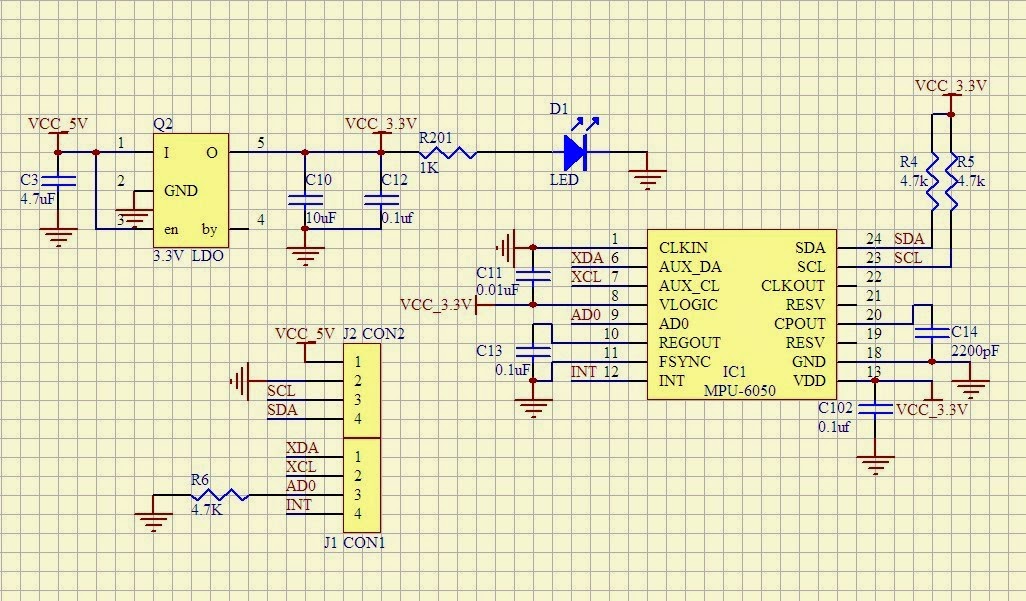 VCC_5V
C3
4.7uF
Q2
1 I O 5
2 GND
3 en by 4
3.3V LDO
VCC_3.3V
C10
10uF
C12
0.1uf
R201
1K
D1
LED
VCC_3.3V
R4
4.7k
R5
4.7k
1 CLKIN SDA 24 SDA
XDA 6 AUX_DA SCL 23 SCL
XCL 7 AUX_CL CLKOUT 22
8 VLOGIC RESV 21
AD0 9 AD0 CPOUT 20
10 REGOUT RESV 19
11 FSYNC GND 18
INT 12 INT VDD 13
IC1
MPU-6050
C11
0.01uF
VCC_3.3V
C13
0.1uF
C14
2200pF
C102
0.1uf
VCC_3.3V
VCC_5V
J2 CON2
1
2
SCL 3
SDA 4
XDA 1
XCL 2
AD0 3
INT 4
R6
4.7K
J1 CON1